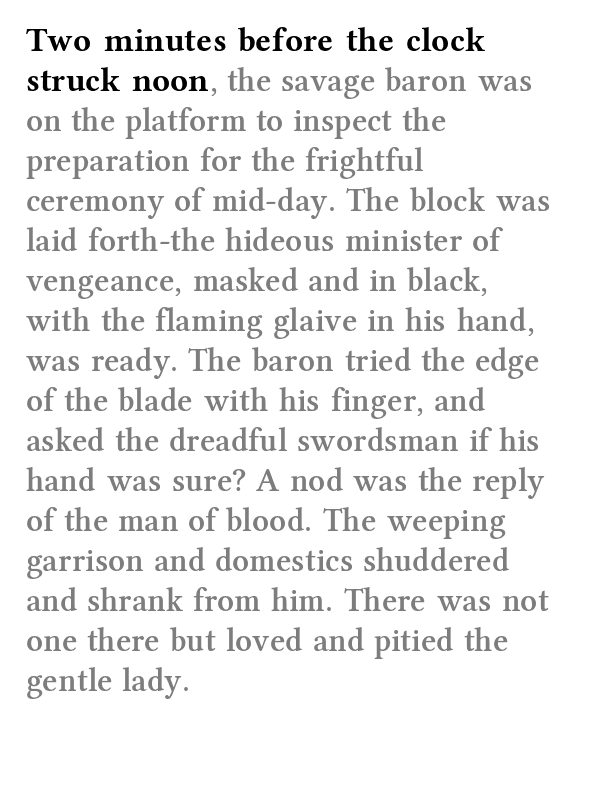 Two minutes before the clock
struck noon, the savage baron was
on the platform to inspect the
preparation for the frightful
ceremony of mid-day. The block was
laid forth-the hideous minister of
vengeance, masked and in black,
with the flaming glaive in his hand,
was ready. The baron tried the edge
of the blade with his finger, and
asked the dreadful swordsman if his
hand was sure? A nod was the reply
of the man of blood. The weeping
garrison and domestics shuddered
and shrank from him. There was not
one there but loved and pitied the
gentle lady.